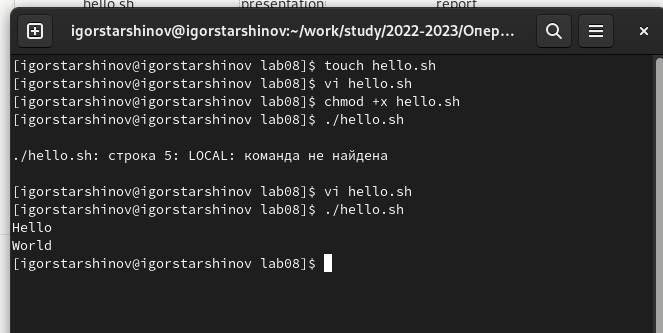 hello.sh presentation report
igorstarshinov@igorstarshinov:~/work/study/2022-2023/Опер...
[igorstarshinov@igorstarshinov lab08]$ touch hello.sh
[igorstarshinov@igorstarshinov lab08]$ vi hello.sh
[igorstarshinov@igorstarshinov lab08]$ chmod +x hello.sh
[igorstarshinov@igorstarshinov lab08]$ ./hello.sh
./hello.sh: строка 5: LOCAL: команда не найдена
[igorstarshinov@igorstarshinov lab08]$ vi hello.sh
[igorstarshinov@igorstarshinov lab08]$ ./hello.sh
Hello
World
[igorstarshinov@igorstarshinov lab08]$